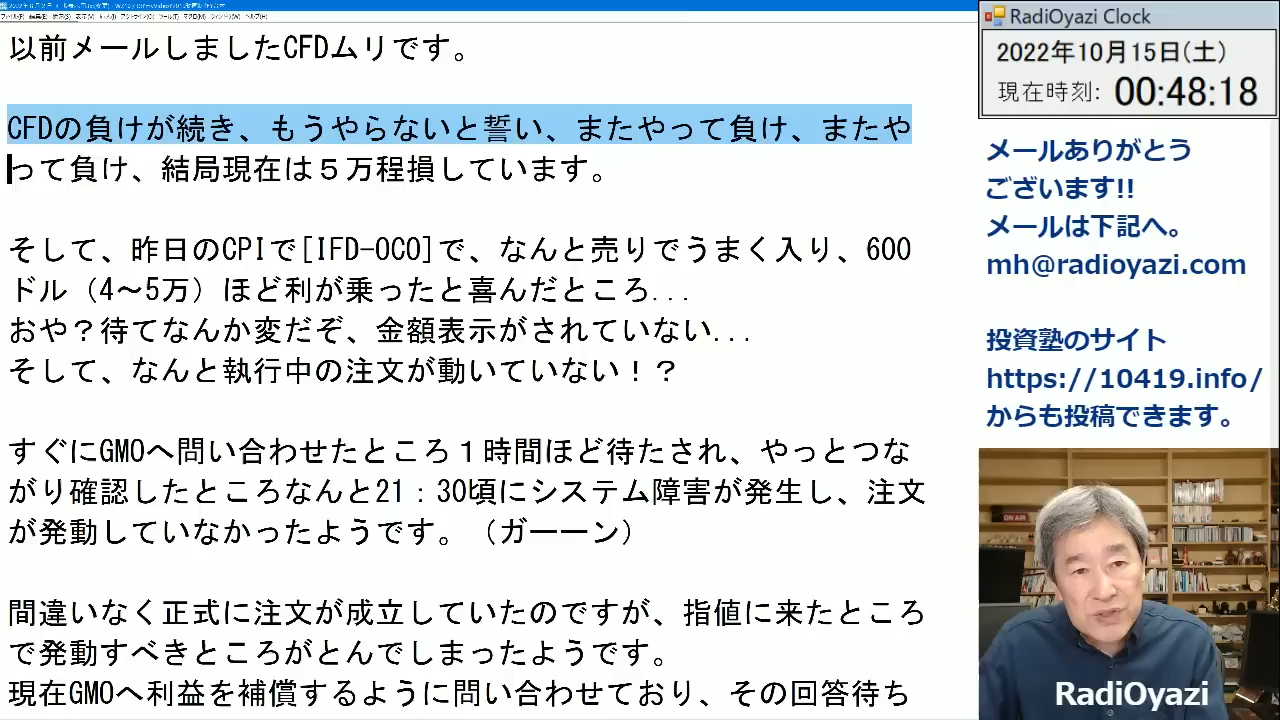 以前メールしましたCFDムリです。
CFDの負けが続き、もうやらないと誓い、またやって負け、またや
って負け、結局現在は５万程損しています。
そして、昨日のCPIで[IFD-OCO]で、なんと売りでうまく入り、600
ドル（4～5万）ほど利が乗ったと喜んだところ...
おや？待てなんか変だぞ、金額表示がされていない...
そして、なんと執行中の注文が動いていない！？
すぐにGMOへ問い合わせたところ１時間ほど待たされ、やっとつな
がり確認したところなんと21：30頃にシステム障害が発生し、注文
が発動していなかったようです。（ガーーーン）
間違いなく正式に注文が成立していたのですが、指値に来たところ
で発動すべきところがとんでしまったようです。
現在GMOへ利益を補償するように問い合わせており、その回答待ち
RadiOyazi Clock
2022年10月15日(土)
現在時刻: 00:48:18
メールありがとう
ございます!!
メールは下記へ。
mh@radioyazi.com
投資塾のサイト
https://10419.info/
からも投稿できます。
ON AIR
RadiOyazi